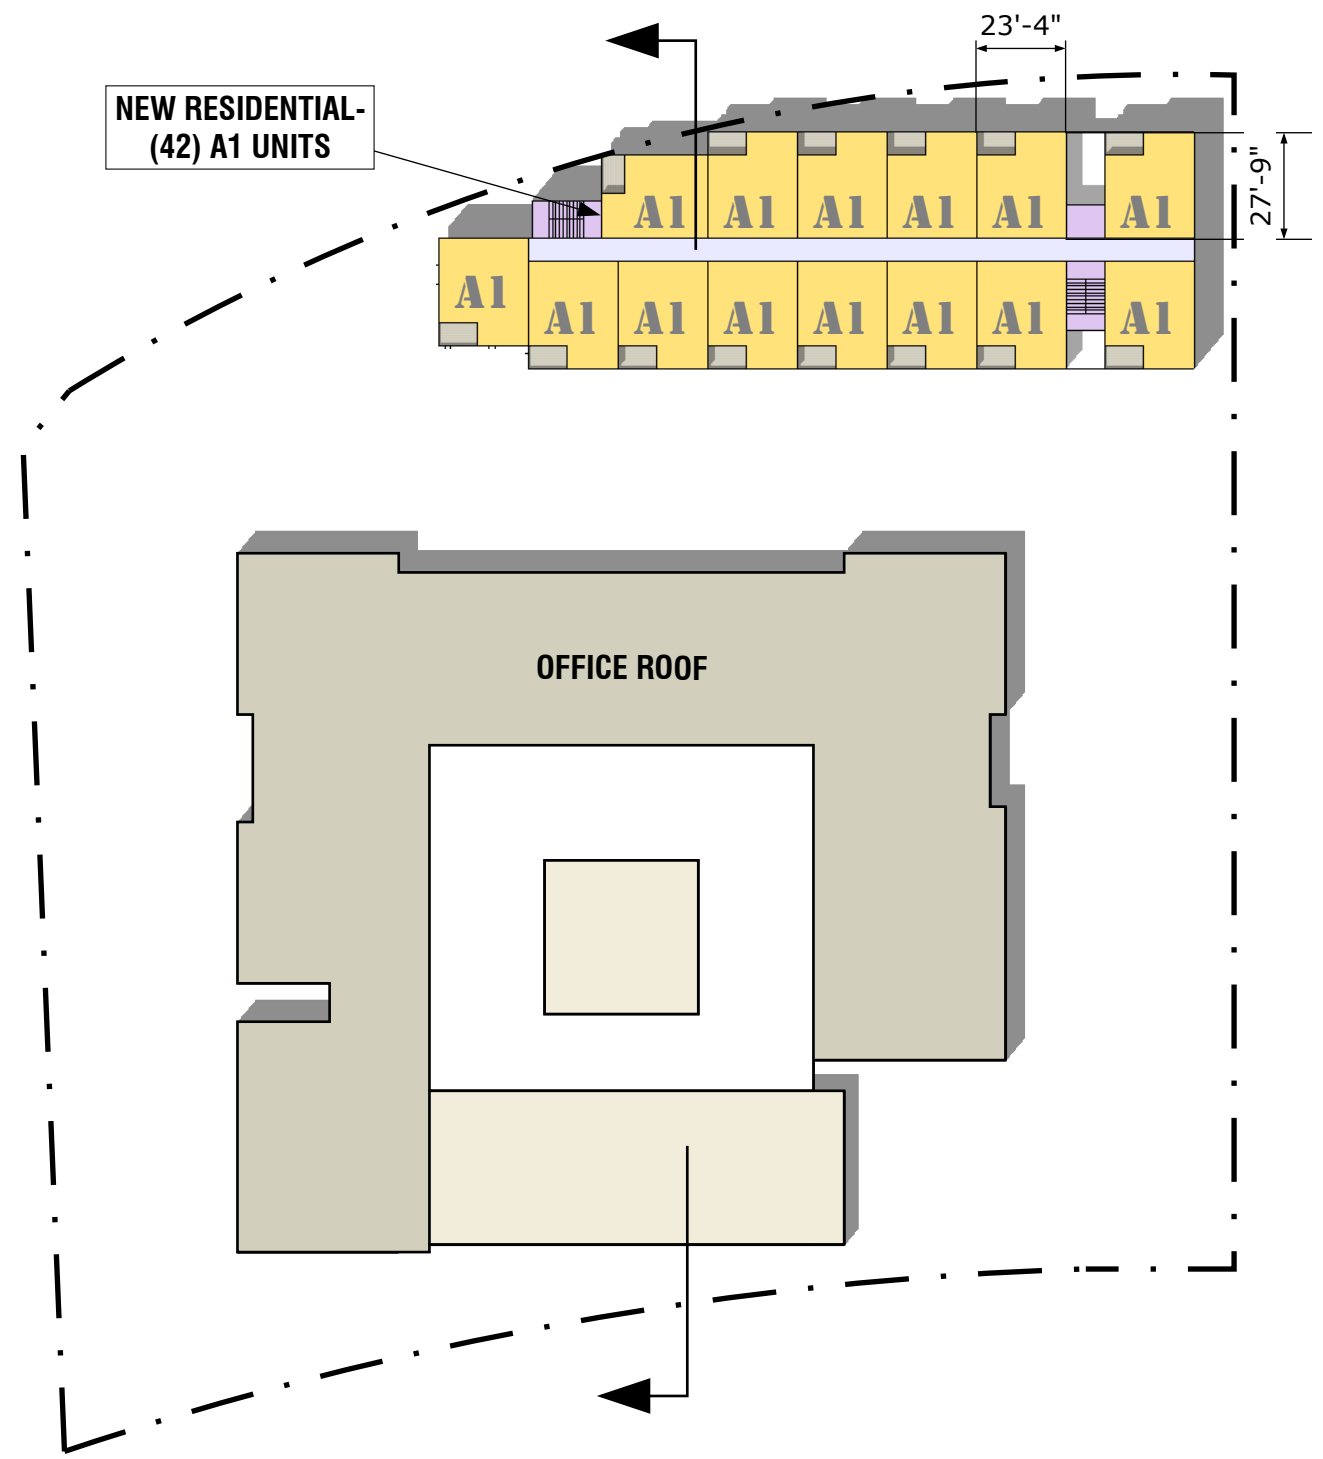 23'-4"
NEW RESIDENTIAL-
(42) A1 UNITS
27'-9"
A1 A1 A1 A1 A1 A1
A1
A1 A1 A1 A1 A1 A1 A1
OFFICE ROOF